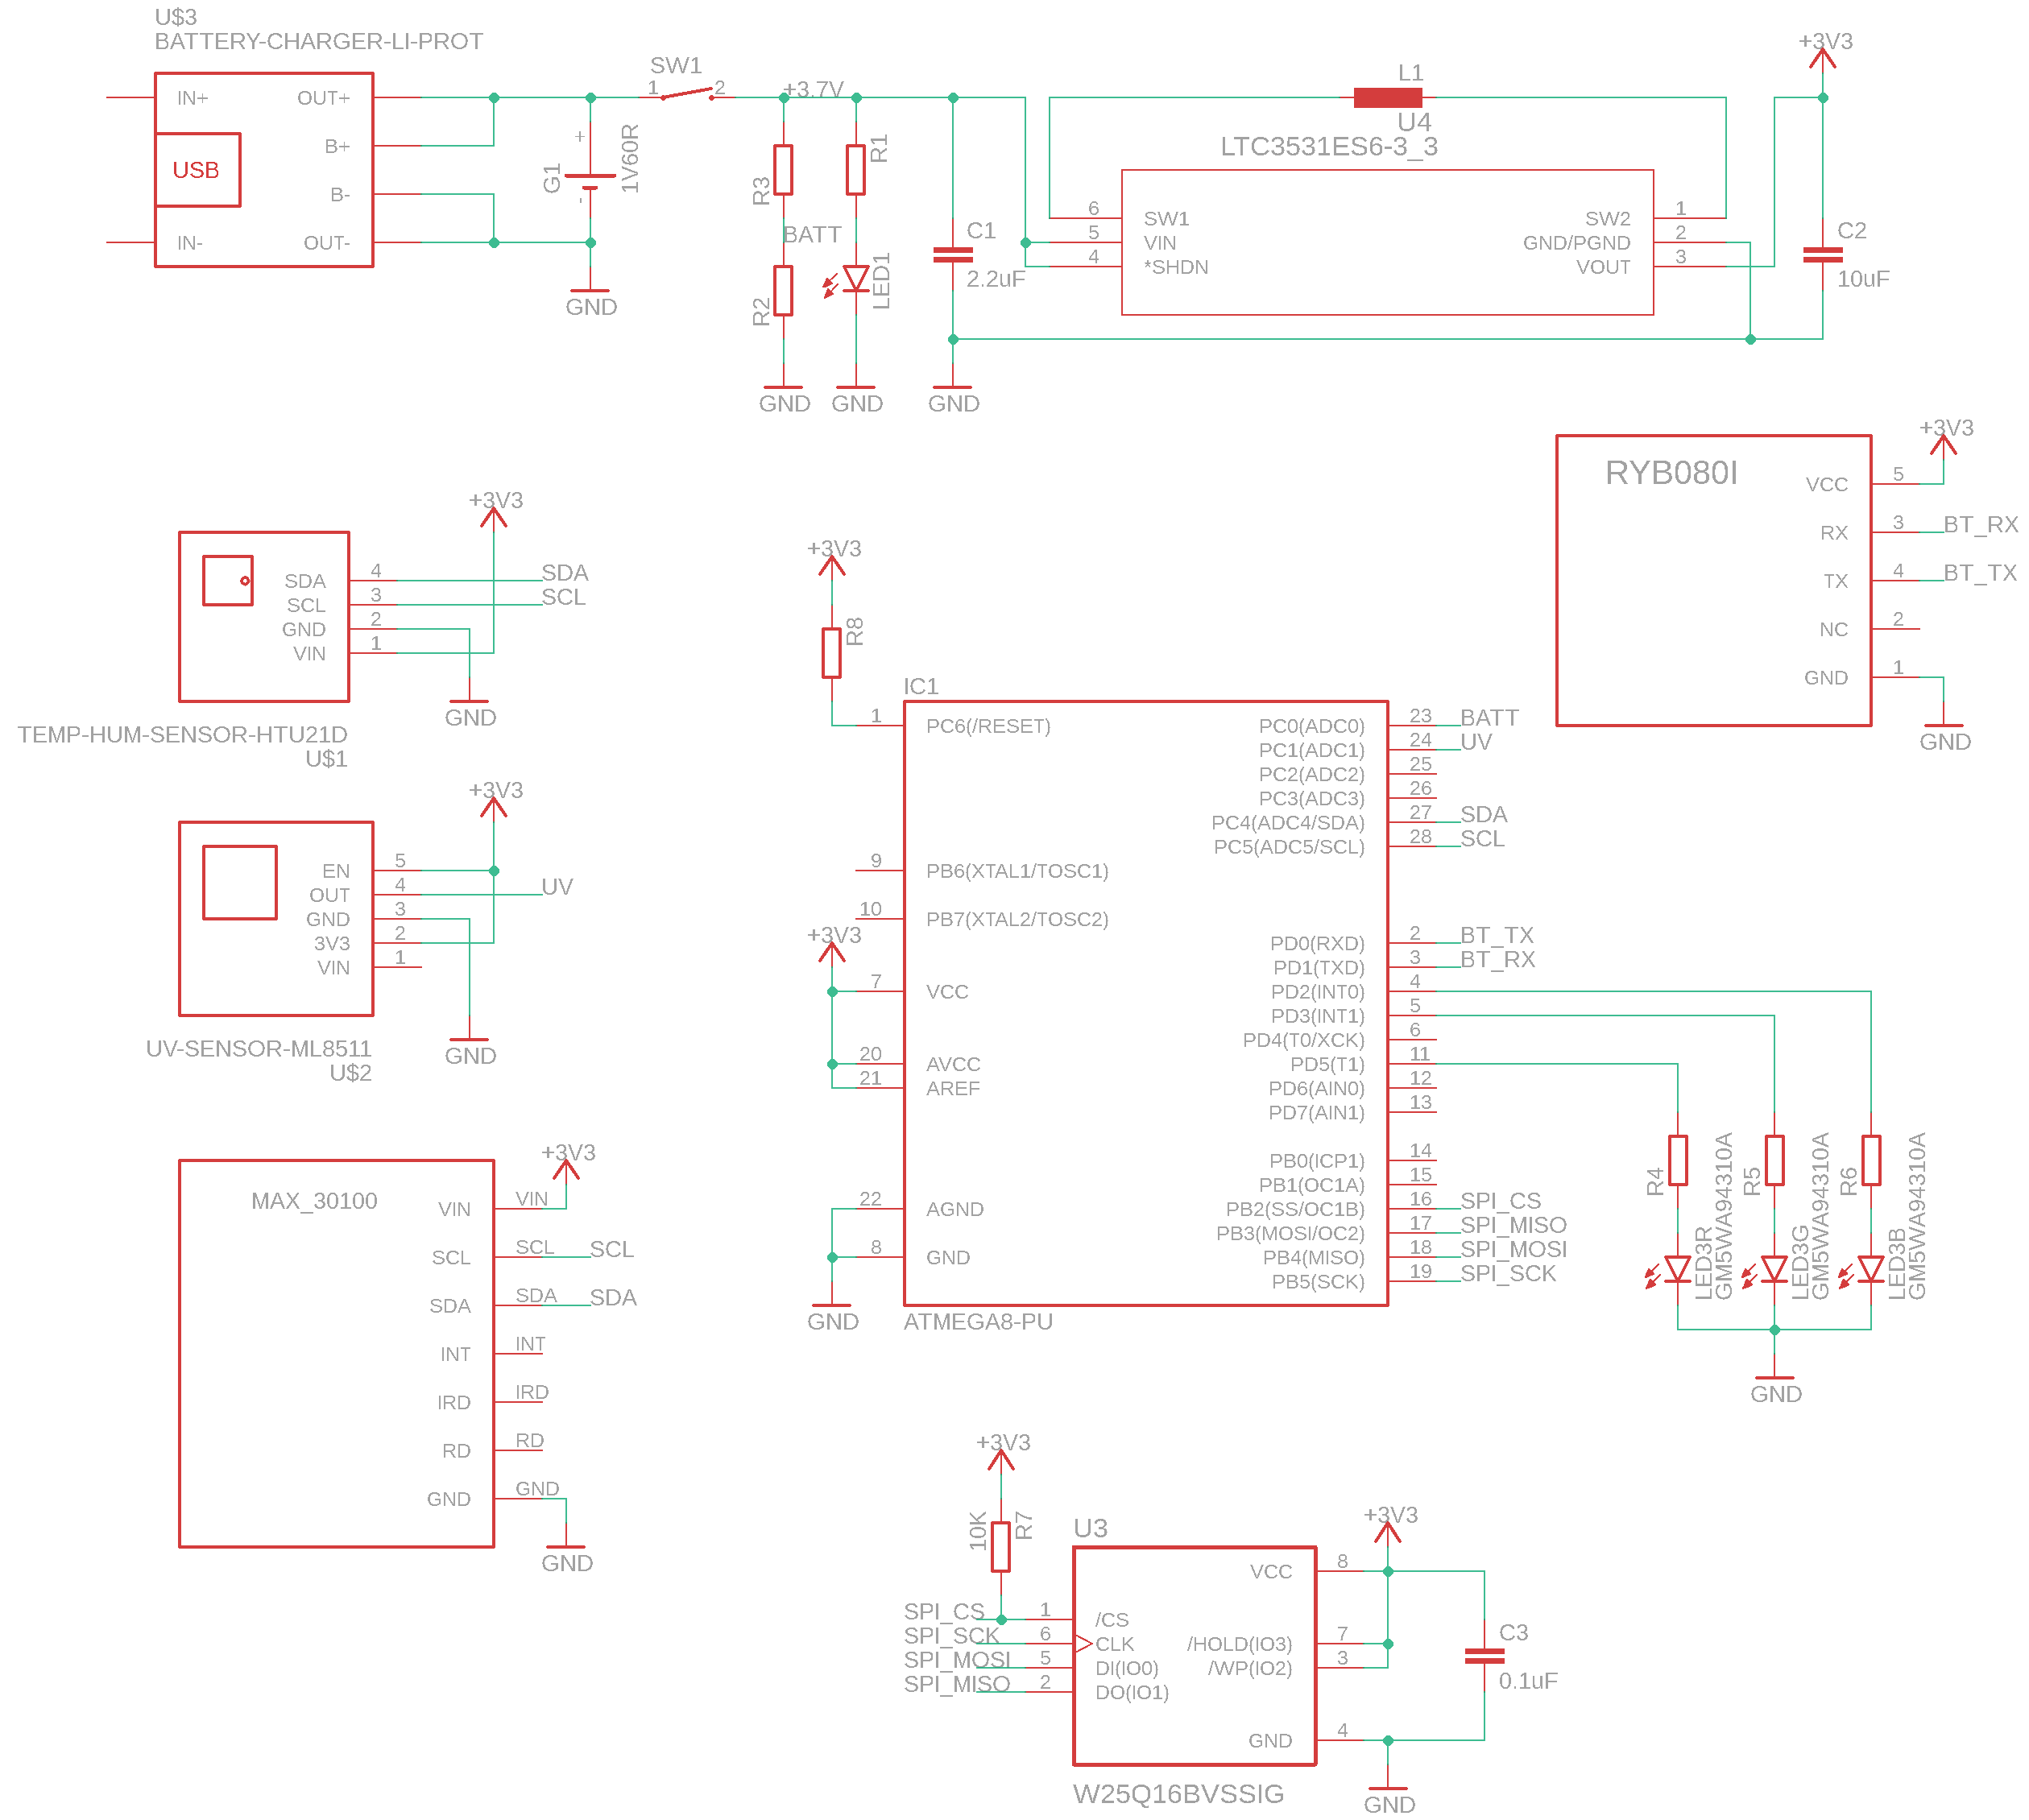 U$3
BATTERY-CHARGER-LI-PROT
IN+
OUT+
B+
USB
B-
IN-
OUT-
G1
+
-
1V60R
GND
SW1
1
2
+3.7V
R3
BATT
R2
GND
R1
LED1
GND
C1
2.2uF
GND
L1
U4
LTC3531ES6-3_3
6
SW1
5
VIN
4
*SHDN
SW2
1
GND/PGND
2
VOUT
3
+3V3
C2
10uF
RYB080I
+3V3
VCC
5
RX
3
BT_RX
TX
4
BT_TX
NC
2
GND
1
GND
+3V3
SDA
4
SDA
SCL
3
SCL
GND
2
VIN
1
GND
TEMP-HUM-SENSOR-HTU21D
U$1
+3V3
EN
5
OUT
4
UV
GND
3
3V3
2
VIN
1
GND
UV-SENSOR-ML8511
U$2
+3V3
MAX_30100
VIN
VIN
SCL
SCL
SCL
SDA
SDA
SDA
INT
INT
IRD
IRD
RD
RD
GND
GND
GND
+3V3
R8
IC1
1
PC6(/RESET)
9
PB6(XTAL1/TOSC1)
10
PB7(XTAL2/TOSC2)
+3V3
7
VCC
20
AVCC
21
AREF
22
AGND
8
GND
GND
ATMEGA8-PU
PC0(ADC0)
23
BATT
PC1(ADC1)
24
UV
PC2(ADC2)
25
PC3(ADC3)
26
PC4(ADC4/SDA)
27
SDA
PC5(ADC5/SCL)
28
SCL
PD0(RXD)
2
BT_TX
PD1(TXD)
3
BT_RX
PD2(INT0)
4
PD3(INT1)
5
PD4(T0/XCK)
6
PD5(T1)
11
PD6(AIN0)
12
PD7(AIN1)
13
PB0(ICP1)
14
PB1(OC1A)
15
PB2(SS/OC1B)
16
SPI_CS
PB3(MOSI/OC2)
17
SPI_MISO
PB4(MISO)
18
SPI_MOSI
PB5(SCK)
19
SPI_SCK
R4
LED3R
GM5WA94310A
R5
LED3G
GM5WA94310A
R6
LED3B
GM5WA94310A
GND
+3V3
10K
R7
U3
SPI_CS
1
/CS
SPI_SCK
6
CLK
SPI_MOSI
5
DI(IO0)
SPI_MISO
2
DO(IO1)
VCC
8
/HOLD(IO3)
7
/WP(IO2)
3
GND
4
+3V3
C3
0.1uF
GND
W25Q16BVSSIG